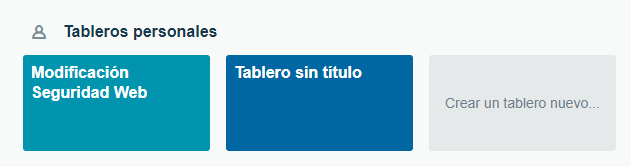 Tableros personales
Modificación
Seguridad Web
Tablero sin título
Crear un tablero nuevo...